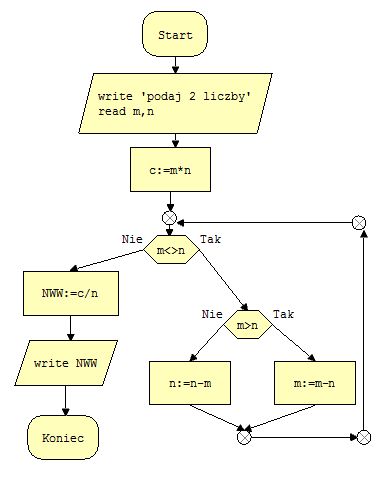 Start
write 'podaj 2 liczby'
read m,n
c:=m*n
Nie
m<>n
Tak
NWW:=c/n
Nie
m>n
Tak
write NWW
n:=n-m
m:=m-n
Koniec